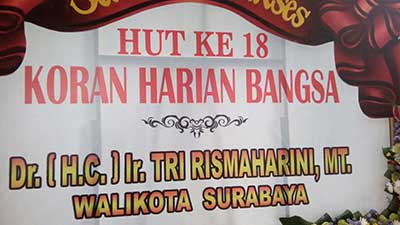 HUT KE 18
KORAN HARIAN BANGSA
Dr. ( H.C. ) Ir. TRI RISMAHARINI, MT.
WALIKOTA SURABAYA